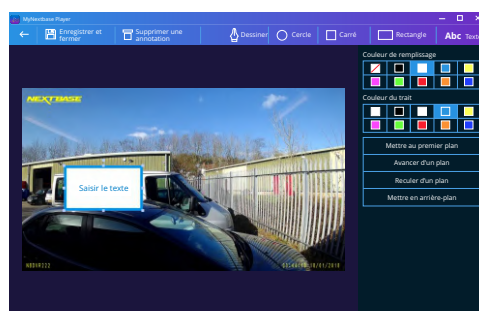 MyNextbase Player
Enregistrer et fermer
Supprimer une annotation
Dessiner
Cercle
Carré
Rectangle
Abc Texte
Couleur de remplissage
Couleur du trait
Mettre au premier plan
Avancer d'un plan
Reculer d'un plan
Mettre en arrière-plan
NEXTBASE
Saisir le texte